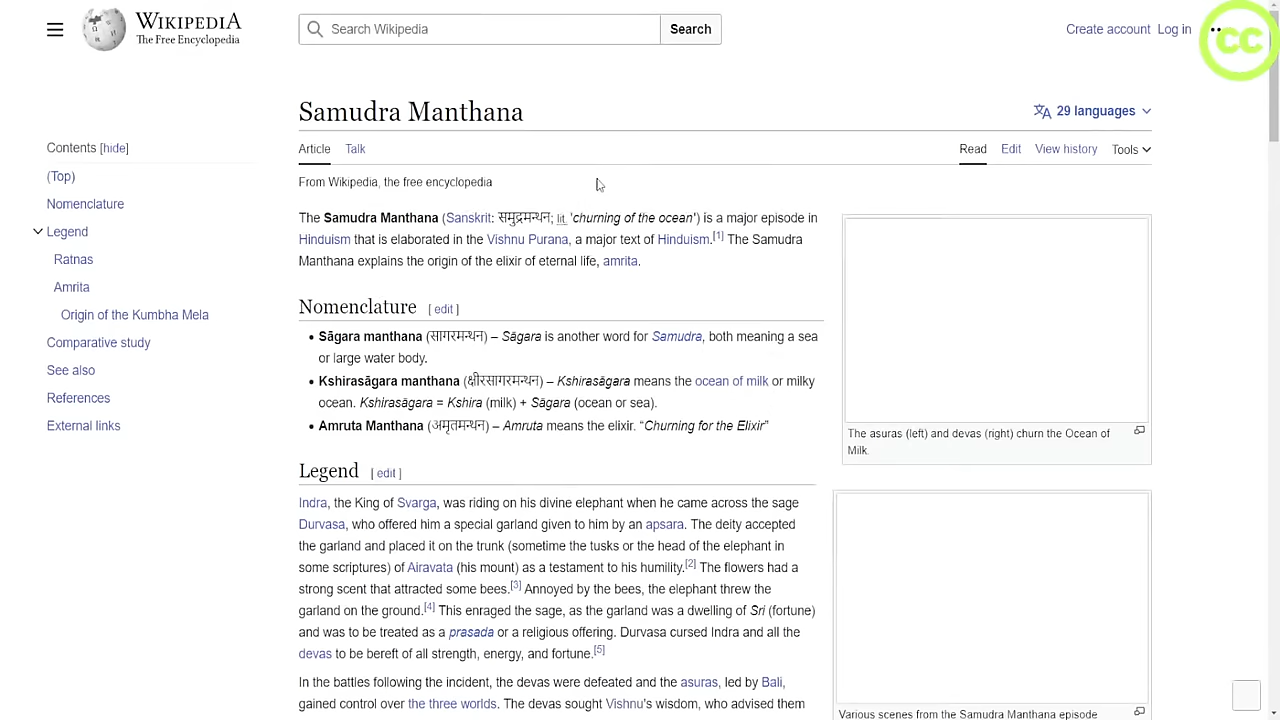 WIKIPEDIA
The Free Encyclopedia
Search Wikipedia
Search
Create account Log in
CC
Samudra Manthana
29 languages
Contents [hide]
(Top)
Nomenclature
Legend
Ratnas
Amrita
Origin of the Kumbha Mela
Comparative study
See also
References
External links
Article Talk
Read Edit View history Tools
From Wikipedia, the free encyclopedia
The Samudra Manthana (Sanskrit: समुद्रमन्थन; lit. 'churning of the ocean') is a major episode in
Hinduism that is elaborated in the Vishnu Purana, a major text of Hinduism.[1] The Samudra
Manthana explains the origin of the elixir of eternal life, amrita.
Nomenclature [ edit ]
• Sāgara manthana (सागरमन्थन) – Sāgara is another word for Samudra, both meaning a sea
or large water body.
• Kshirasāgara manthana (क्षीरसागरमन्थन) – Kshirasāgara means the ocean of milk or milky
ocean. Kshirasāgara = Kshira (milk) + Sāgara (ocean or sea).
• Amruta Manthana (अमृतमन्थन) – Amruta means the elixir. “Churning for the Elixir”
Legend [ edit ]
Indra, the King of Svarga, was riding on his divine elephant when he came across the sage
Durvasa, who offered him a special garland given to him by an apsara. The deity accepted
the garland and placed it on the trunk (sometime the tusks or the head of the elephant in
some scriptures) of Airavata (his mount) as a testament to his humility.[2] The flowers had a
strong scent that attracted some bees.[3] Annoyed by the bees, the elephant threw the
garland on the ground.[4] This enraged the sage, as the garland was a dwelling of Sri (fortune)
and was to be treated as a prasada or a religious offering. Durvasa cursed Indra and all the
devas to be bereft of all strength, energy, and fortune.[5]
In the battles following the incident, the devas were defeated and the asuras, led by Bali,
gained control over the three worlds. The devas sought Vishnu's wisdom, who advised them
The asuras (left) and devas (right) churn the Ocean of
Milk.
Various scenes from the Samudra Manthana episode